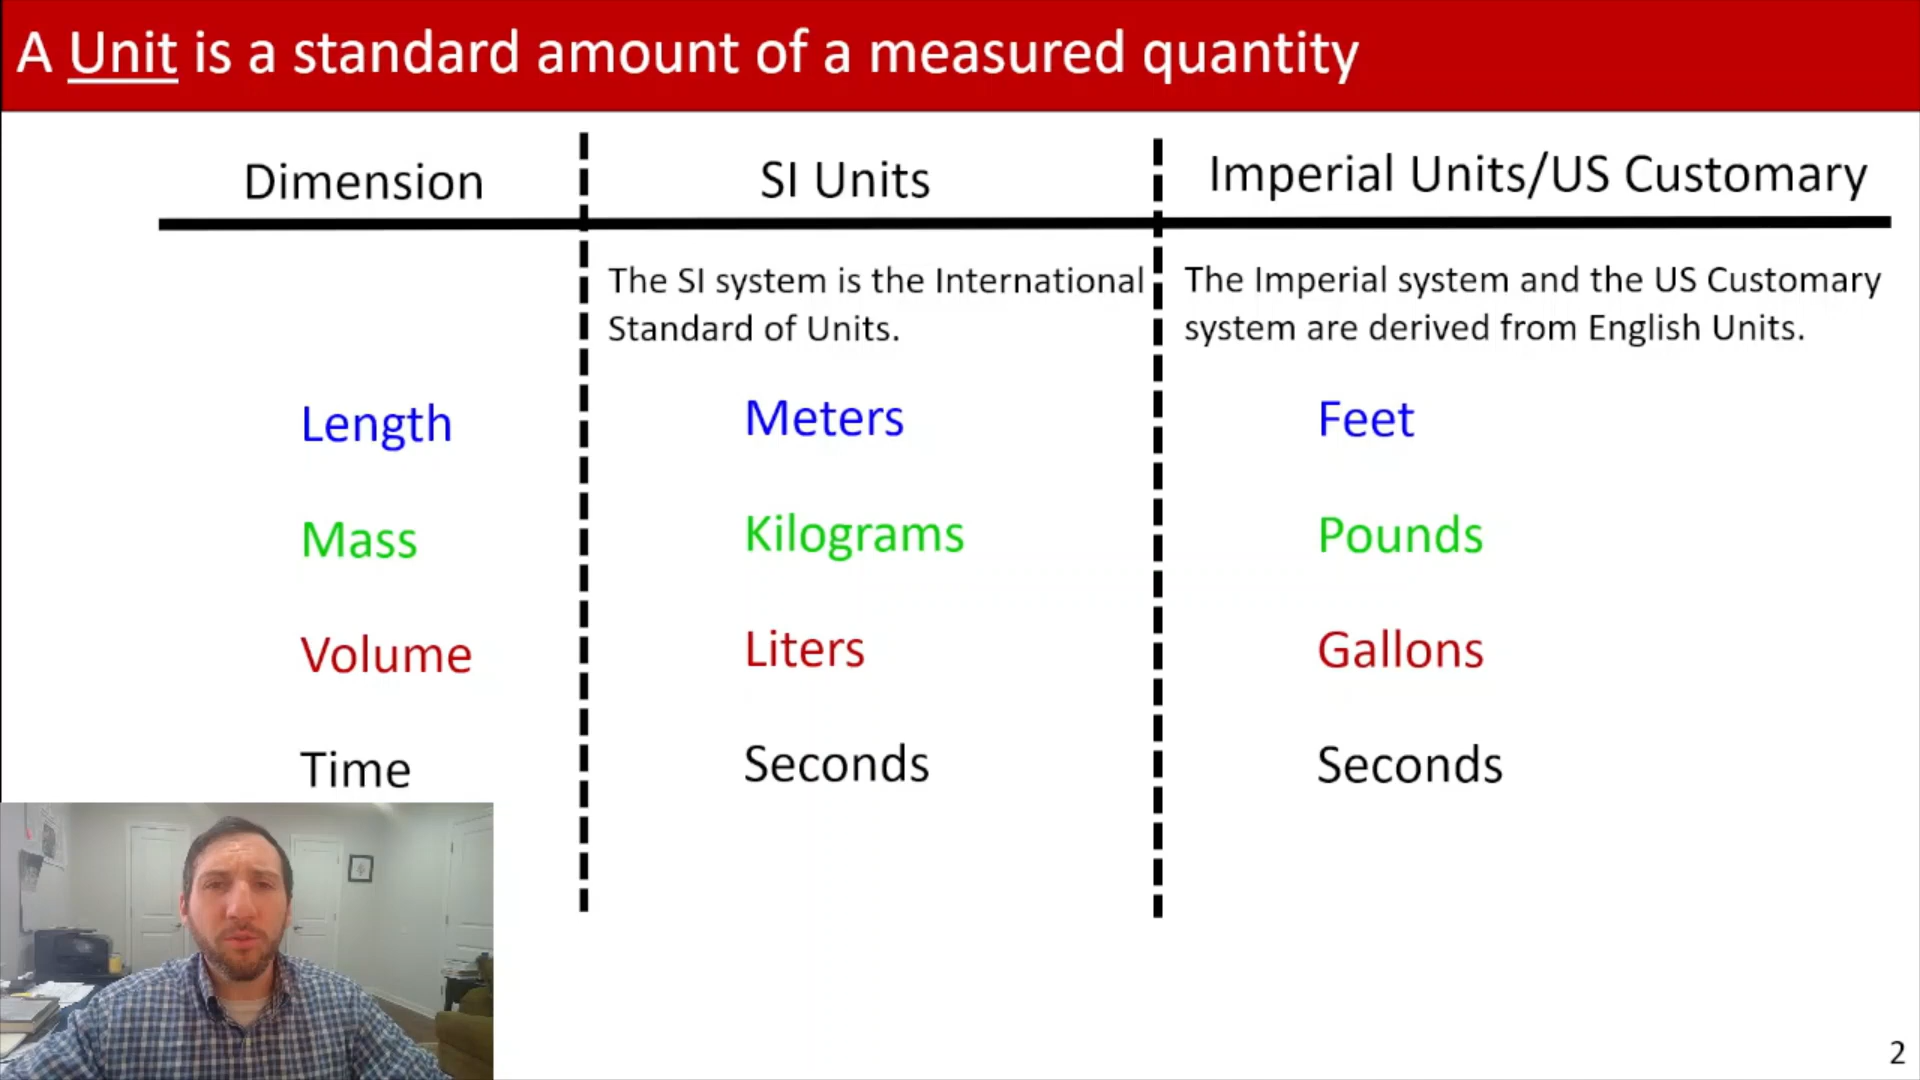 A Unit is a standard amount of a measured quantity
Dimension
SI Units
Imperial Units/US Customary
The SI system is the International
Standard of Units.
The Imperial system and the US Customary
system are derived from English Units.
Length
Meters
Feet
Mass
Kilograms
Pounds
Volume
Liters
Gallons
Time
Seconds
Seconds
2